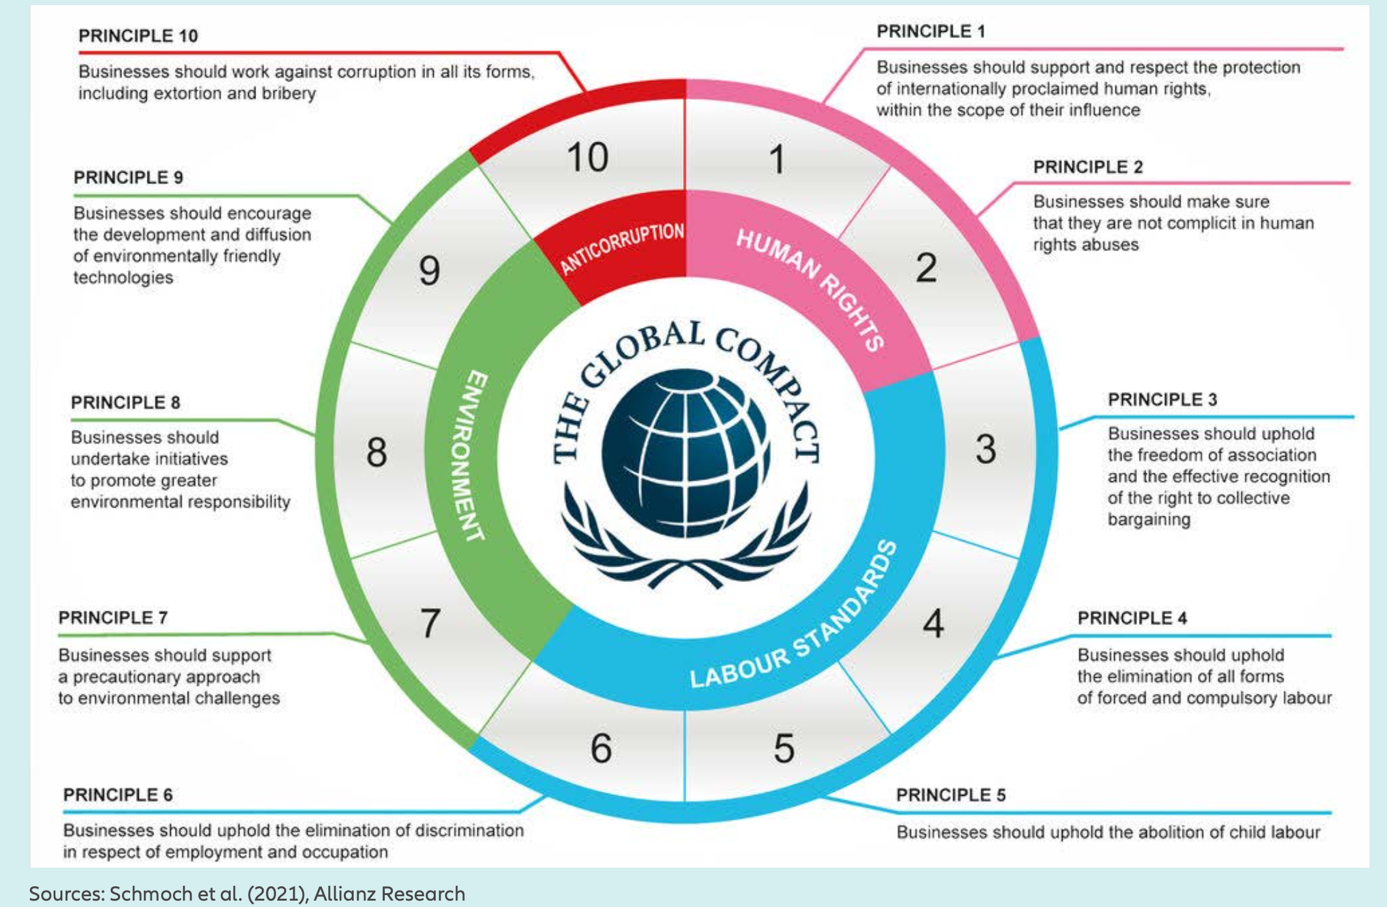 PRINCIPLE 10
Businesses should work against corruption in all its forms,
including extortion and bribery
PRINCIPLE 1
Businesses should support and respect the protection
of internationally proclaimed human rights,
within the scope of their influence
PRINCIPLE 9
Businesses should encourage
the development and diffusion
of environmentally friendly
technologies
PRINCIPLE 2
Businesses should make sure
that they are not complicit in human
rights abuses
10
1
9
2
8
3
7
4
6
5
ANTICORRUPTION
HUMAN RIGHTS
ENVIRONMENT
LABOUR STANDARDS
THE GLOBAL COMPACT
PRINCIPLE 8
Businesses should
undertake initiatives
to promote greater
environmental responsibility
PRINCIPLE 3
Businesses should uphold
the freedom of association
and the effective recognition
of the right to collective
bargaining
PRINCIPLE 7
Businesses should support
a precautionary approach
to environmental challenges
PRINCIPLE 4
Businesses should uphold
the elimination of all forms
of forced and compulsory labour
PRINCIPLE 6
Businesses should uphold the elimination of discrimination
in respect of employment and occupation
PRINCIPLE 5
Businesses should uphold the abolition of child labour
Sources: Schmoch et al. (2021), Allianz Research